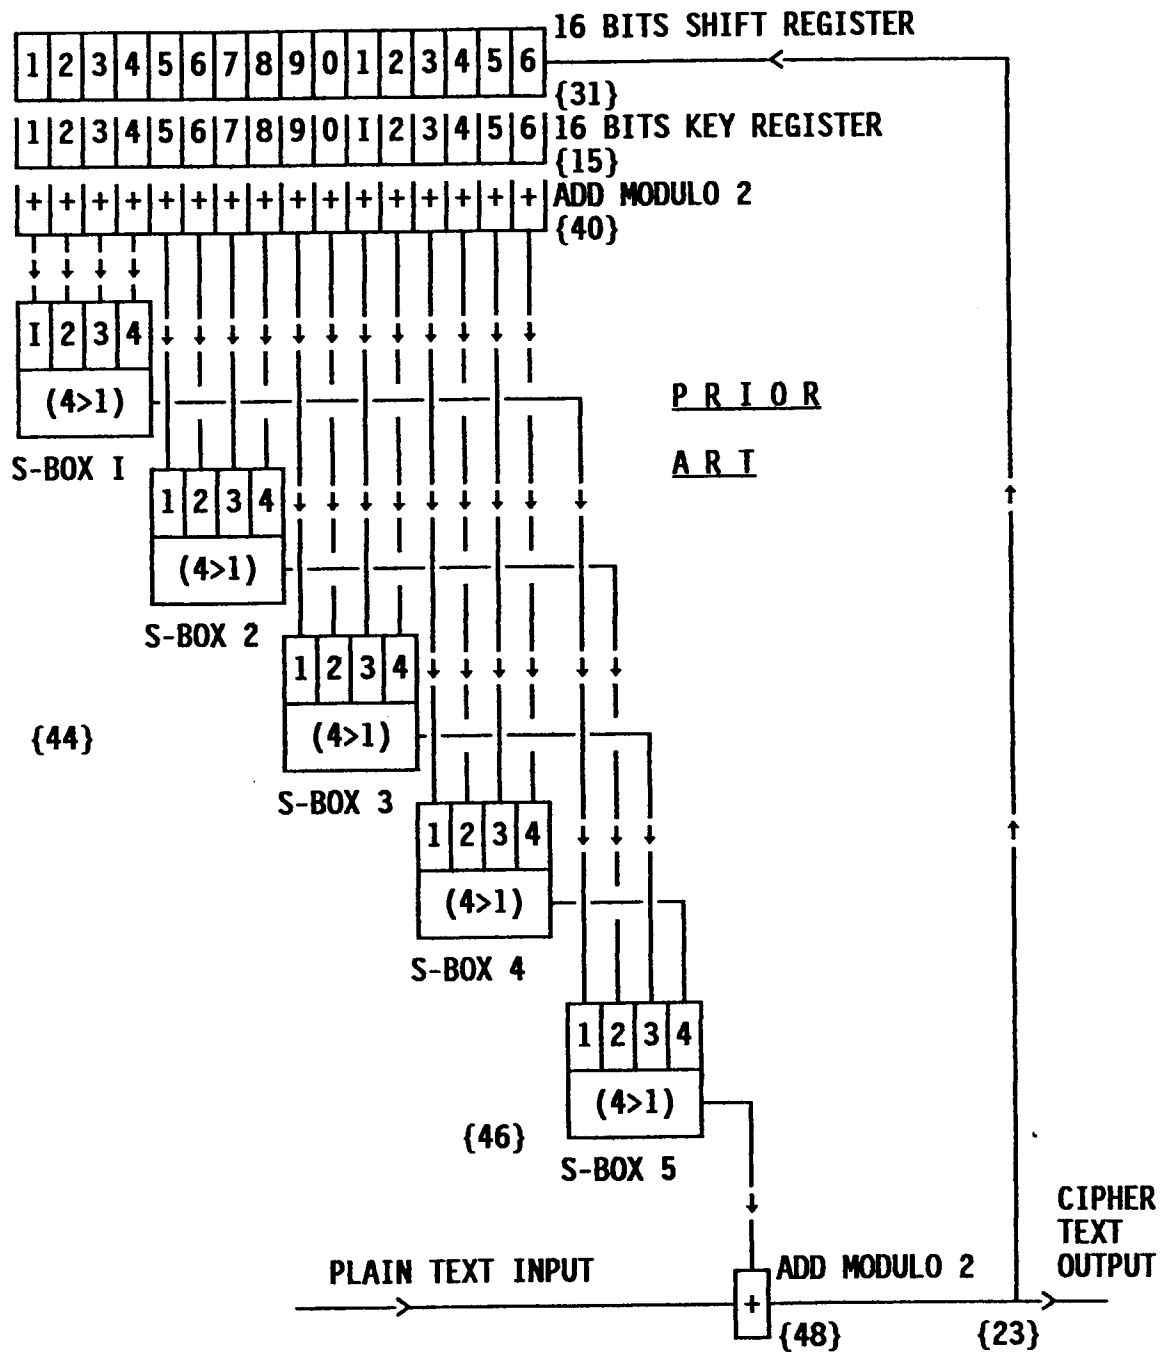 16 BITS SHIFT REGISTER
1 2 3 4 5 6 7 8 9 0 1 2 3 4 5 6
{31}
1 2 3 4 5 6 7 8 9 0 I 2 3 4 5 6 16 BITS KEY REGISTER
{15}
+ + + + + + + + + + + + + + + + ADD MODULO 2
{40}
I 2 3 4
(4>1)
P R I O R
S-BOX I
A R T
1 2 3 4
(4>1)
S-BOX 2
1 2 3 4
(4>1)
{44}
S-BOX 3
1 2 3 4
(4>1)
S-BOX 4
1 2 3 4
(4>1)
{46}
S-BOX 5
CIPHER
TEXT
OUTPUT
PLAIN TEXT INPUT
ADD MODULO 2
+
{48}
{23}